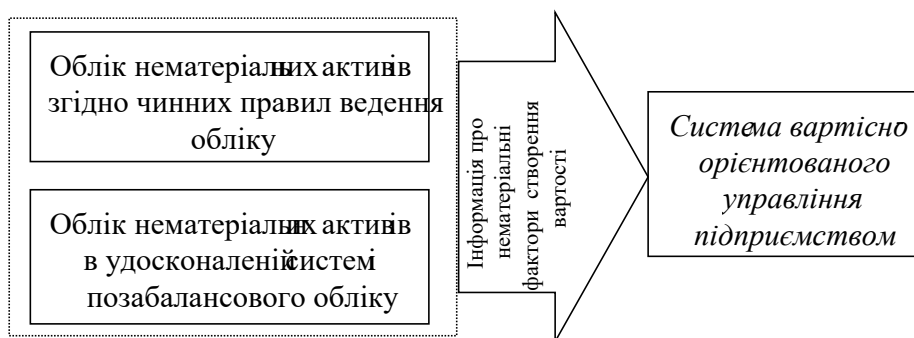 Облік нематеріальних активів
згідно чинних правил ведення
обліку
Облік нематеріальних активів
в удосконаленій системі
позабалансового обліку
Інформація про
нематеріальні
фактори створення
вартості
Система вартісно-
орієнтованого
управління
підприємством